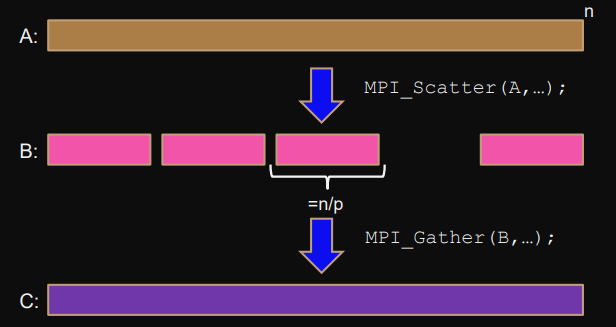 n
A:
MPI_Scatter(A,…);
B:
=n/p
MPI_Gather(B,…);
C: